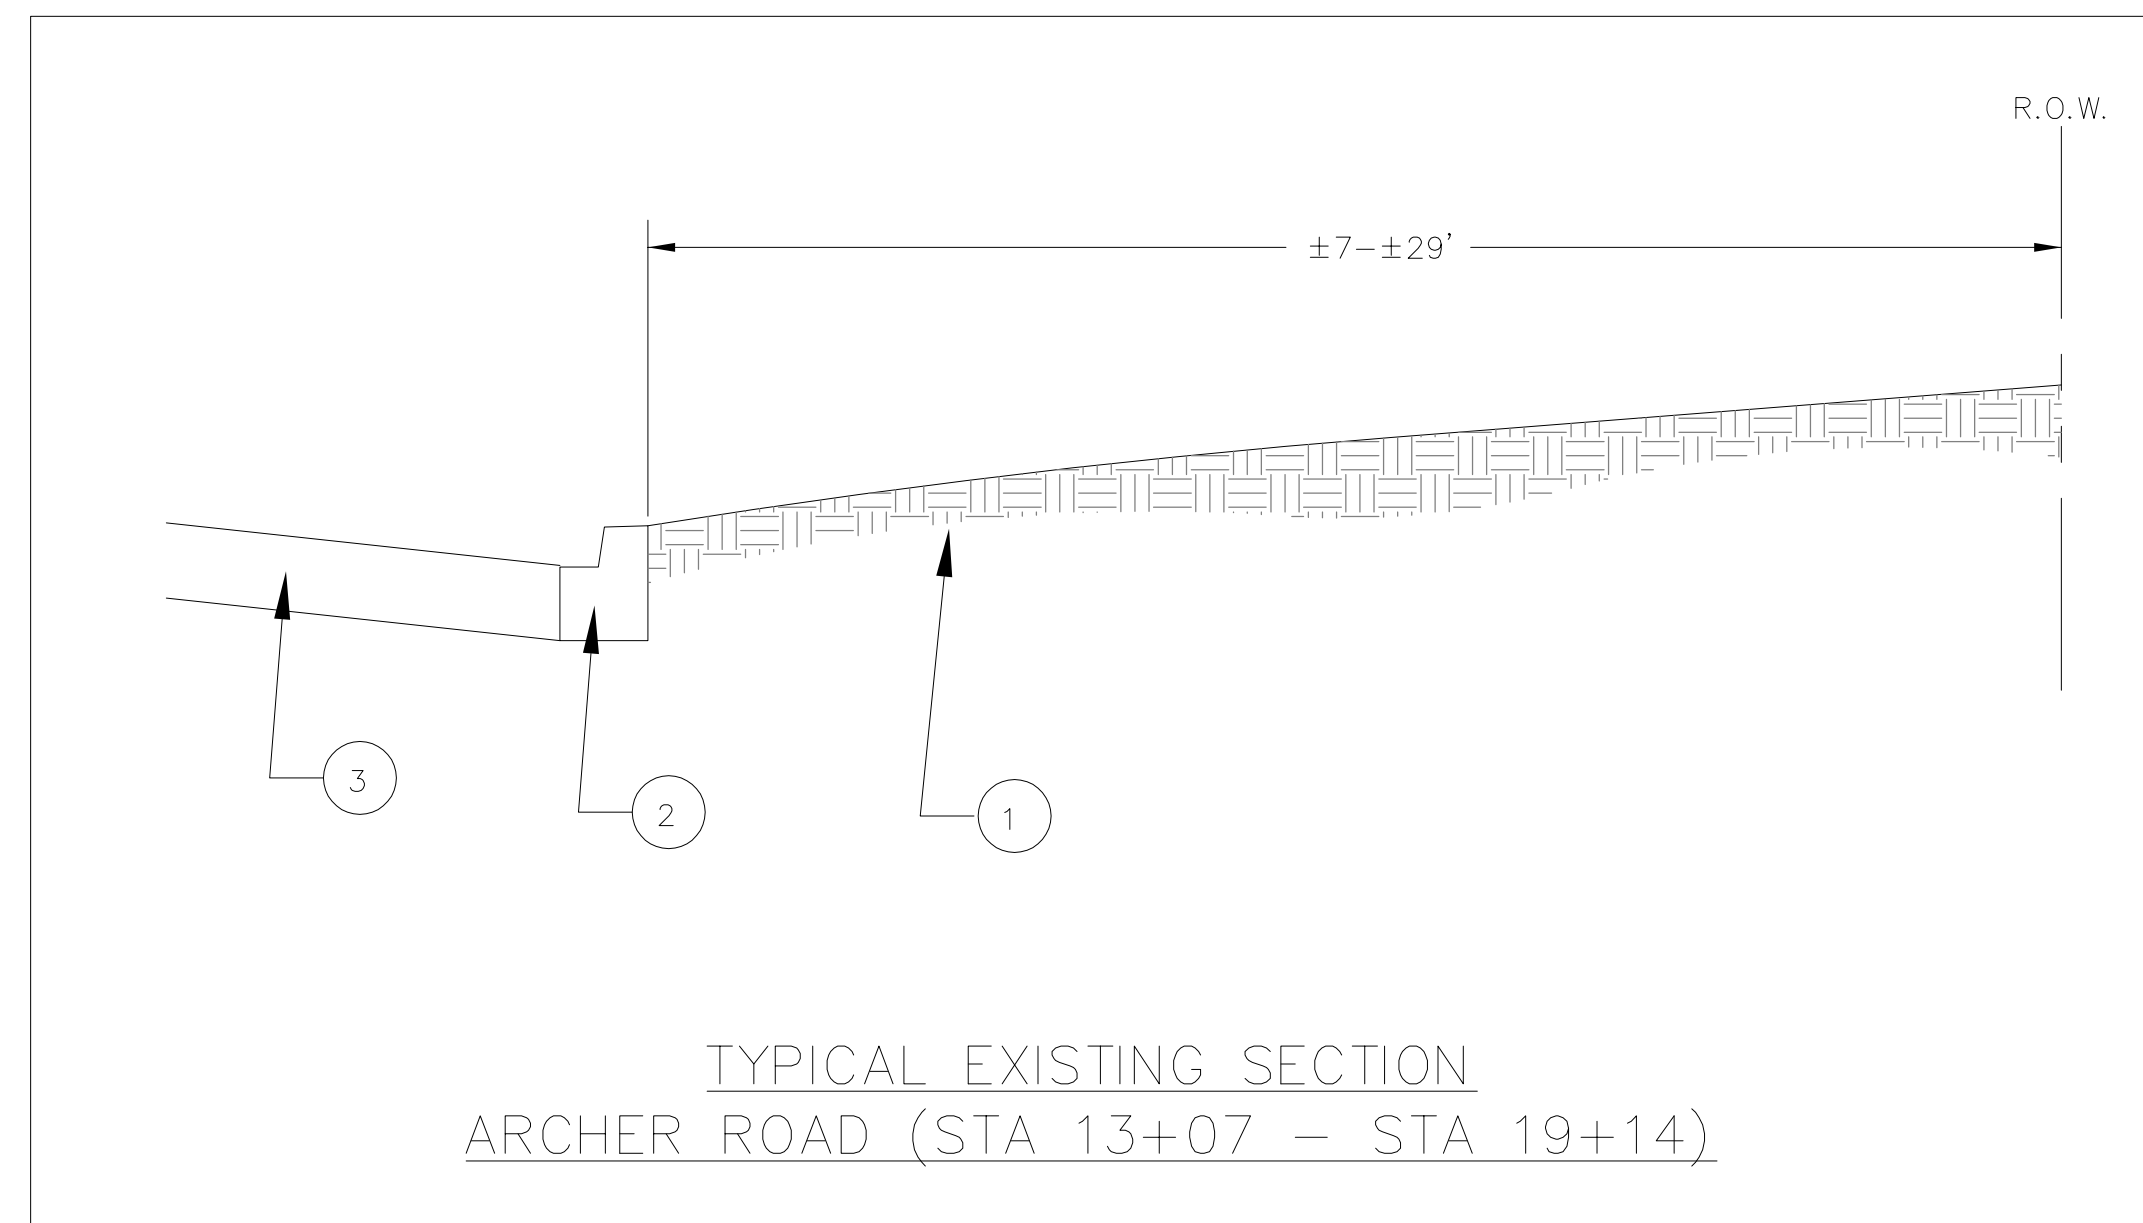 R.O.W.
±7-±29'
3
2
1
TYPICAL EXISTING SECTION
ARCHER ROAD (STA 13+07 - STA 19+14)